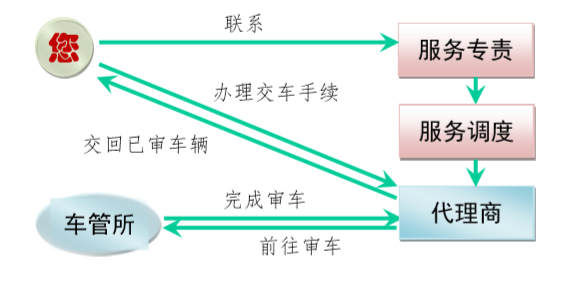 联系
您
服务专责
办理交车手续
服务调度
交回已审车辆
完成审车
代理商
车管所
前往审车